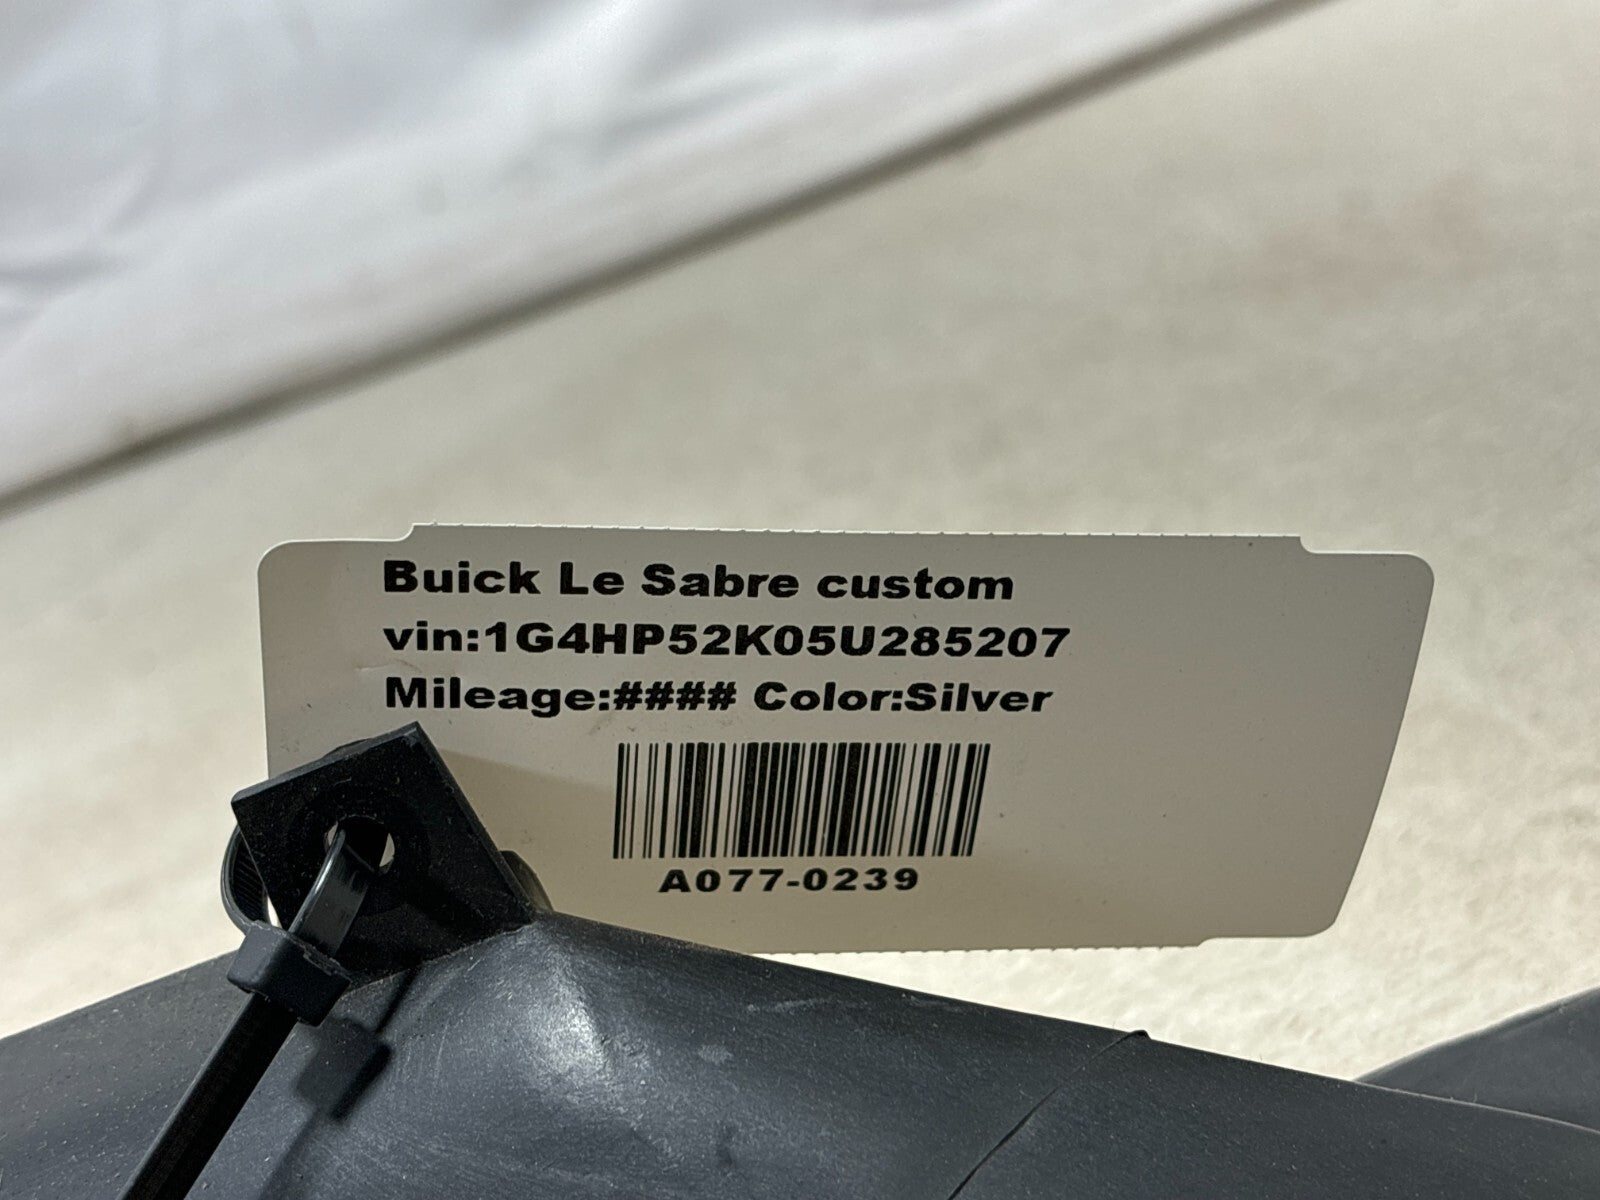 Buick Le Sabre custom
vin:1G4HP52K05U285207
Mileage:#### Color:Silver
A077-0239